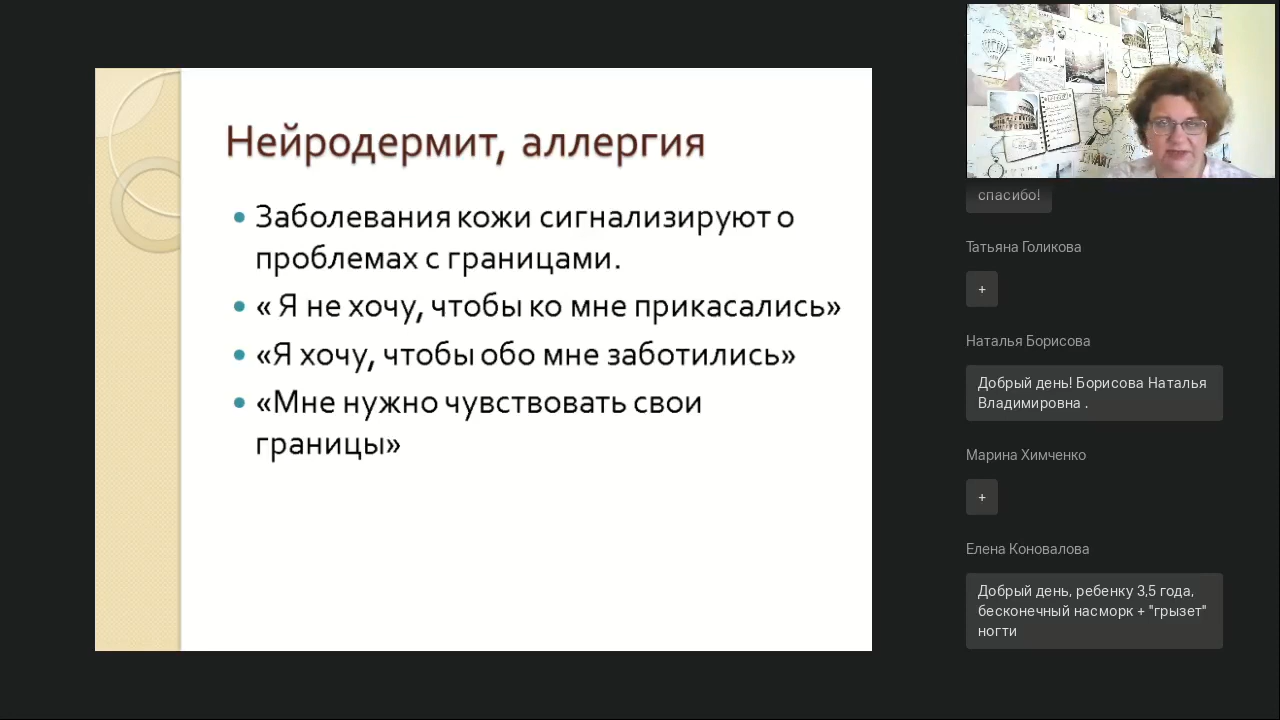 Нейродермит, аллергия
• Заболевания кожи сигнализируют о
проблемах с границами.
• « Я не хочу, чтобы ко мне прикасались»
• «Я хочу, чтобы обо мне заботились»
• «Мне нужно чувствовать свои
границы»
спасибо!
Татьяна Голикова
+
Наталья Борисова
Добрый день! Борисова Наталья
Владимировна .
Марина Химченко
+
Елена Коновалова
Добрый день, ребенку 3,5 года,
бесконечный насморк + "грызет"
ногти